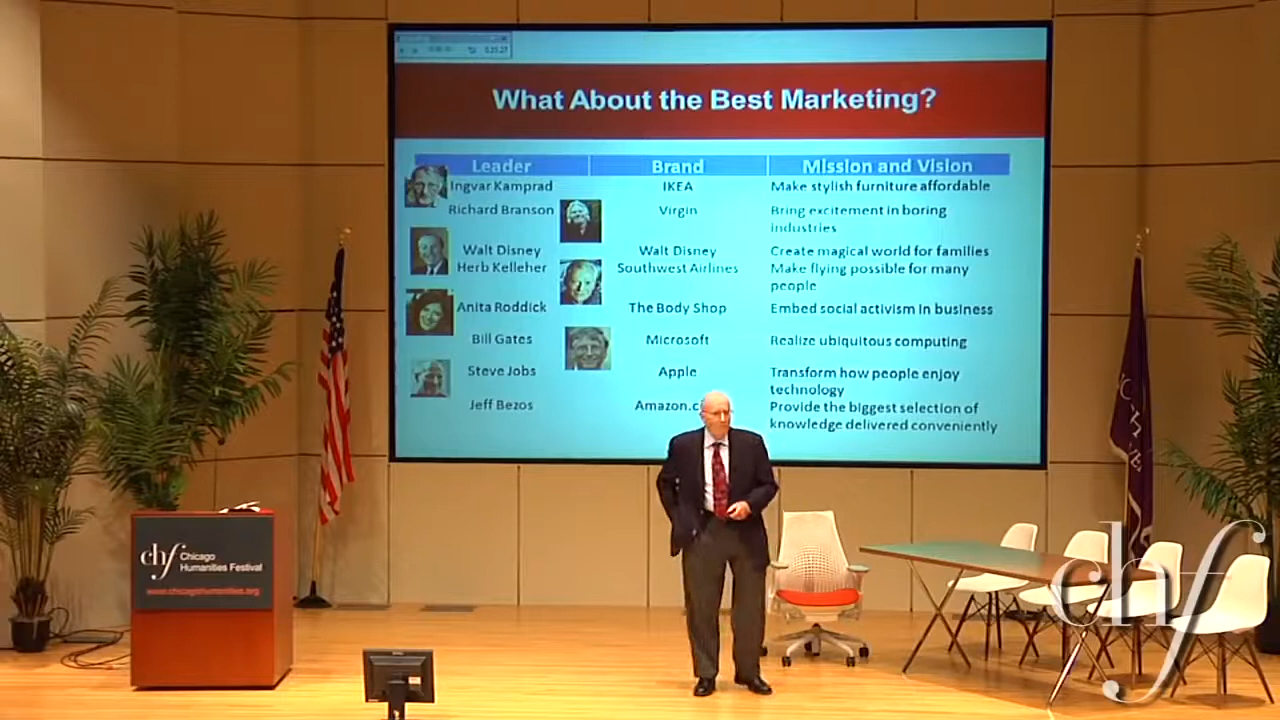 What About the Best Marketing?
Leader Brand Mission and Vision
Ingvar Kamprad IKEA Make stylish furniture affordable
Richard Branson Virgin Bring excitement in boring
industries
Walt Disney Walt Disney Create magical world for families
Herb Kelleher Southwest Airlines Make flying possible for many
people
Anita Roddick The Body Shop Embed social activism in business
Bill Gates Microsoft Realize ubiquitous computing
Steve Jobs Apple Transform how people enjoy
technology
Jeff Bezos Amazon.c Provide the biggest selection of
knowledge delivered conveniently
chf Chicago
Humanities Festival
www.chicagohumanities.org
chf